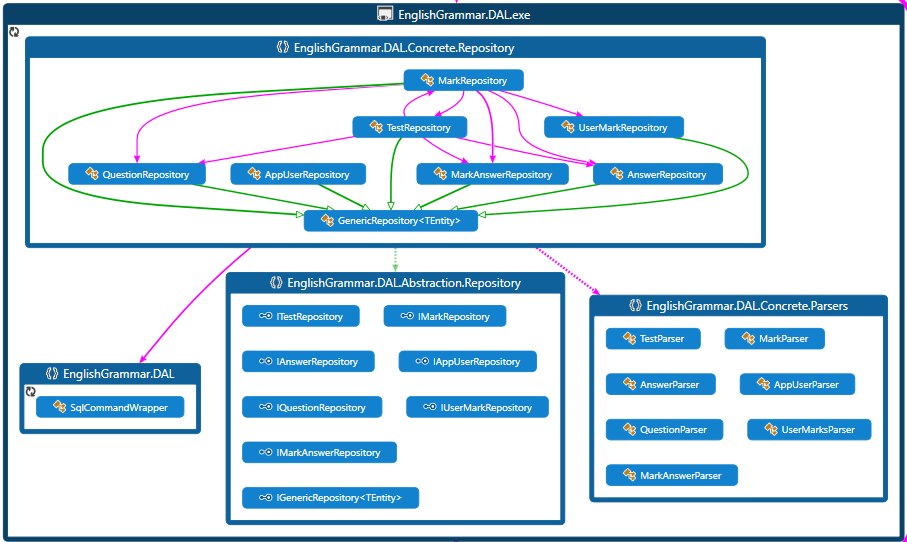 EnglishGrammar.DAL.exe
EnglishGrammar.DAL.Concrete.Repository
MarkRepository
TestRepository
UserMarkRepository
QuestionRepository
AppUserRepository
MarkAnswerRepository
AnswerRepository
GenericRepository<TEntity>
EnglishGrammar.DAL.Abstraction.Repository
ITestRepository
IMarkRepository
IAnswerRepository
IAppUserRepository
IQuestionRepository
IUserMarkRepository
IMarkAnswerRepository
IGenericRepository<TEntity>
EnglishGrammar.DAL.Concrete.Parsers
TestParser
MarkParser
AnswerParser
AppUserParser
QuestionParser
UserMarksParser
MarkAnswerParser
EnglishGrammar.DAL
SqlCommandWrapper